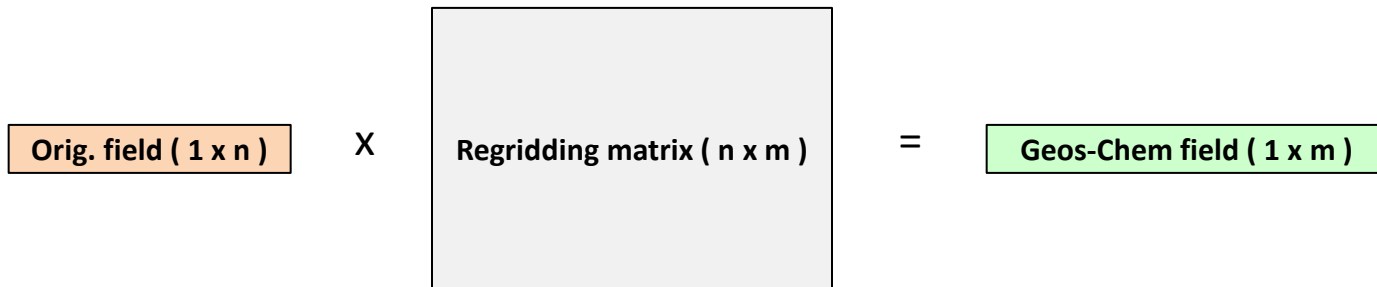 Orig. field ( 1 x n ) x Regridding matrix ( n x m ) = Geos-Chem field ( 1 x m )